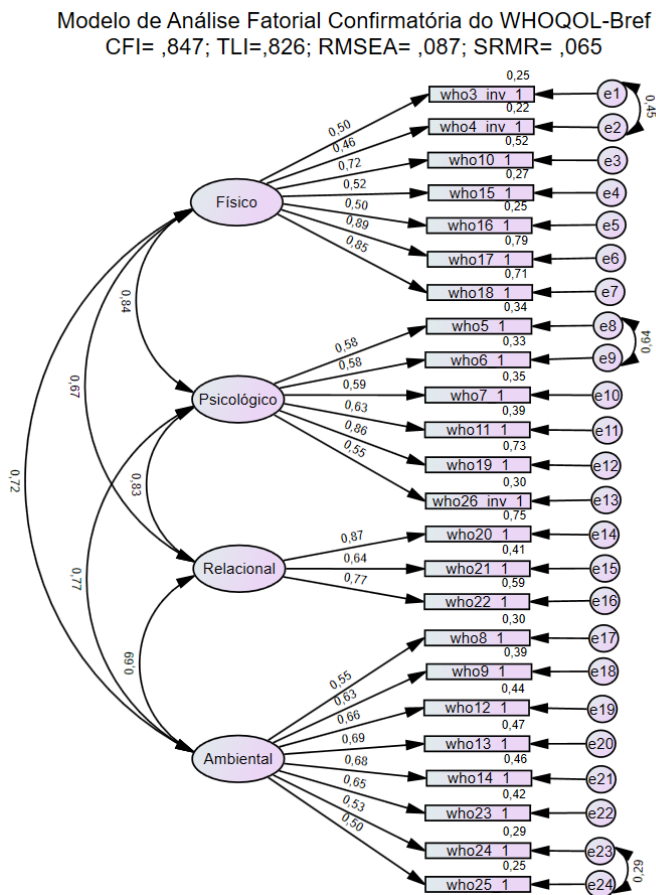 Modelo de Análise Fatorial Confirmatória do WHOQOL-Bref
CFI= ,847; TLI=,826; RMSEA= ,087; SRMR= ,065
0,25
who3_inv_1
e1
0,45
0,50
0,22
who4_inv_1
e2
0,46
0,52
who10_1
e3
0,72
0,27
who15_1
e4
0,52
Físico
0,25
who16_1
e5
0,50
0,79
who17_1
e6
0,89
0,71
who18_1
e7
0,85
0,84
0,34
who5_1
e8
0,64
0,58
0,33
who6_1
e9
0,58
0,35
who7_1
e10
0,59
Psicológico
0,67
0,39
who11_1
e11
0,63
0,73
who19_1
e12
0,86
0,30
who26_inv_1
e13
0,55
0,72
0,83
0,75
who20_1
e14
0,87
0,41
who21_1
e15
0,64
Relacional
0,59
who22_1
e16
0,77
0,77
0,30
who8_1
e17
0,55
0,39
who9_1
e18
0,63
0,69
0,44
who12_1
e19
0,66
0,47
who13_1
e20
0,69
Ambiental
0,46
who14_1
e21
0,68
0,42
who23_1
e22
0,65
0,29
who24_1
e23
0,53
0,25
who25_1
e24
0,50
0,29